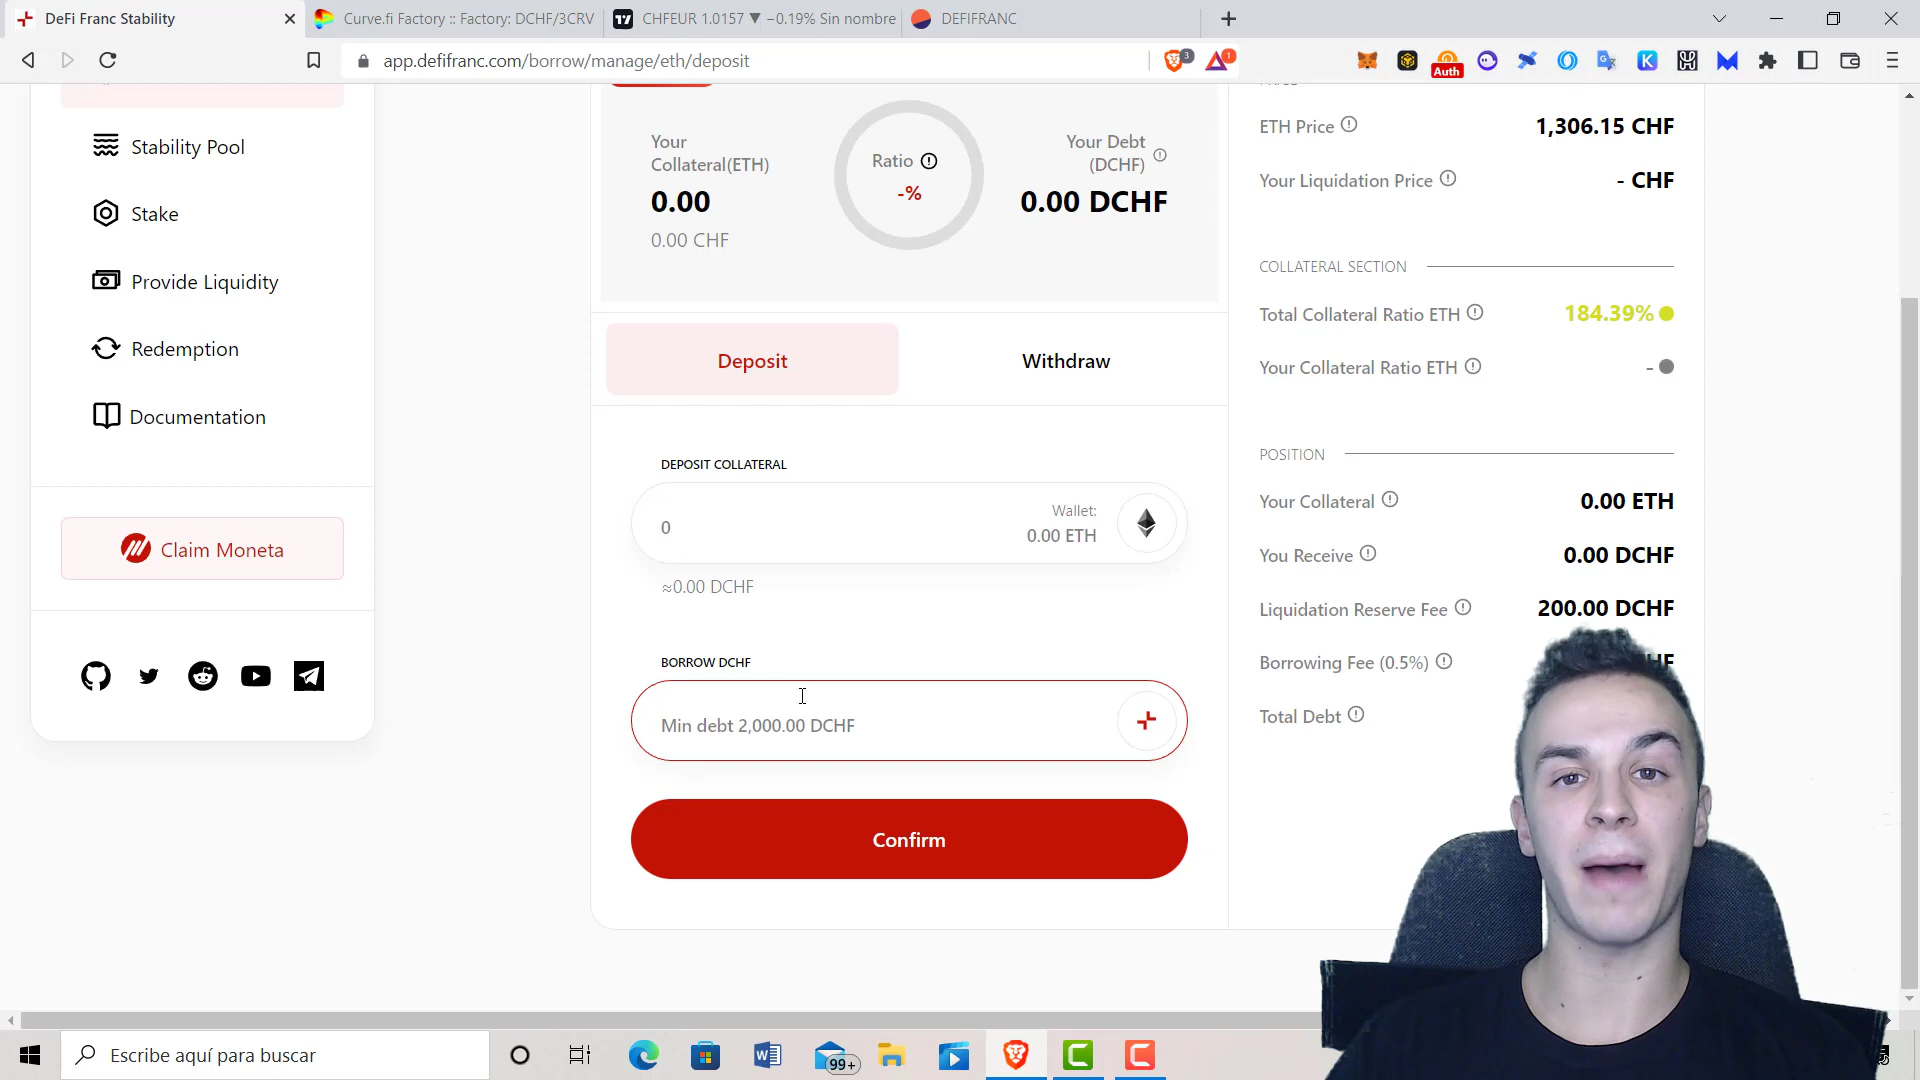 DeFi Franc Stability
Curve.fi Factory :: Factory: DCHF/3CRV
CHFEUR 1.0157 ▼ −0.19% Sin nombre
DEFIFRANC
app.defifranc.com/borrow/manage/eth/deposit
3
1
Auth
Stability Pool
Stake
Provide Liquidity
Redemption
Documentation
Claim Moneta
Your
Collateral(ETH)
0.00
0.00 CHF
Ratio
-%
Your Debt
(DCHF)
0.00 DCHF
Deposit
Withdraw
DEPOSIT COLLATERAL
0
Wallet:
0.00 ETH
≈0.00 DCHF
BORROW DCHF
Min debt 2,000.00 DCHF
Confirm
ETH Price
1,306.15 CHF
Your Liquidation Price
- CHF
COLLATERAL SECTION
Total Collateral Ratio ETH
184.39%
Your Collateral Ratio ETH
-
POSITION
Your Collateral
0.00 ETH
You Receive
0.00 DCHF
Liquidation Reserve Fee
200.00 DCHF
Borrowing Fee (0.5%)
Total Debt
Escribe aquí para buscar
99+